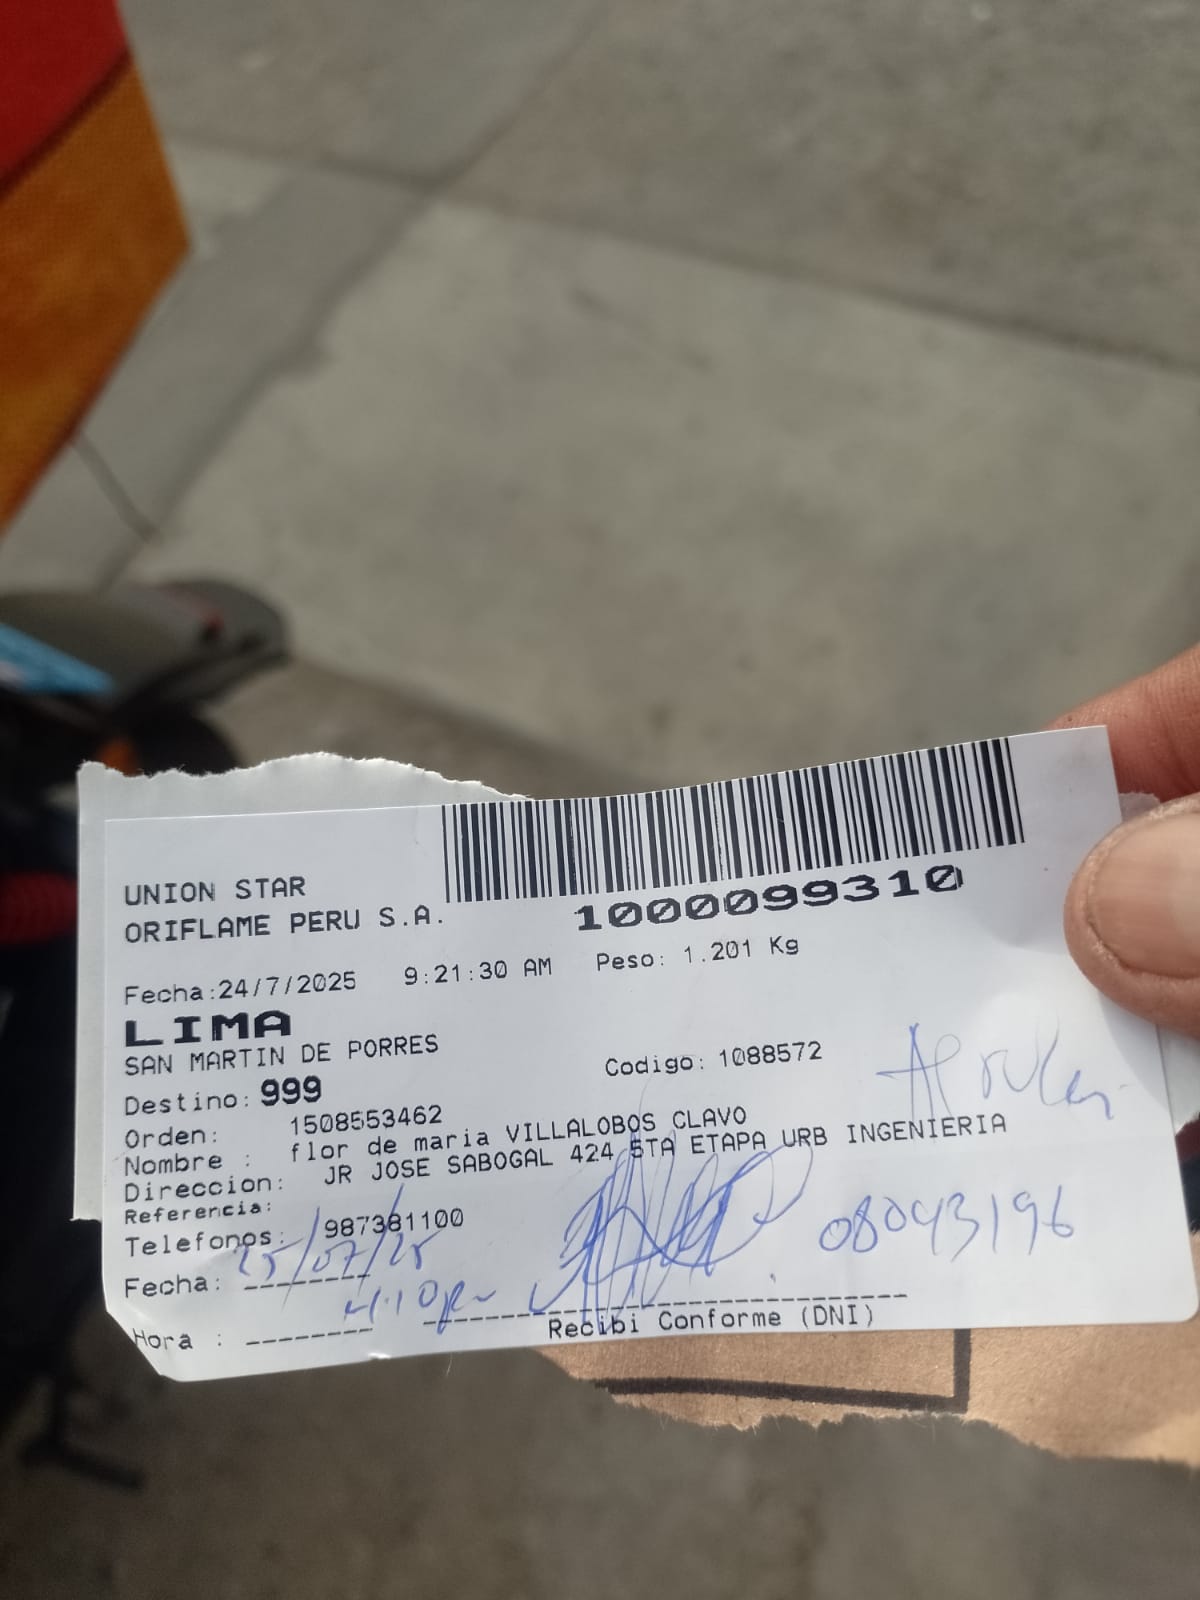 UNION STAR
ORIFLAME PERU S.A.
1000099310
Fecha:24/7/2025 9:21:30 AM Peso: 1.201 Kg
LIMA
SAN MARTIN DE PORRES
Codigo: 1088572
Destino: 999
Orden: 1508553462
Nombre : flor de maria VILLALOBOS CLAVO
Direccion: JR JOSE SABOGAL 424 5TA ETAPA URB INGENIERIA
Referencia:
Telefonos: 987381100
08043196
Fecha: 25/07/25
Hora :
Recibi Conforme (DNI)